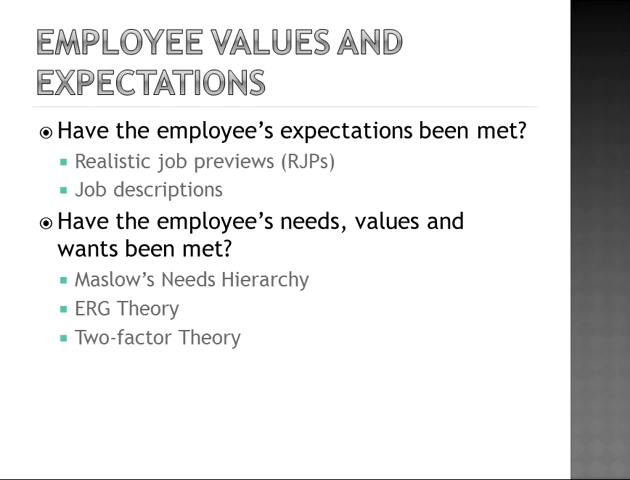 EMPLOYEE VALUES AND
EXPECTATIONS
Have the employee's expectations been met?
Realistic job previews (RJPs)
Job descriptions
Have the employee's needs, values and
wants been met?
Maslow's Needs Hierarchy
ERG Theory
Two-factor Theory